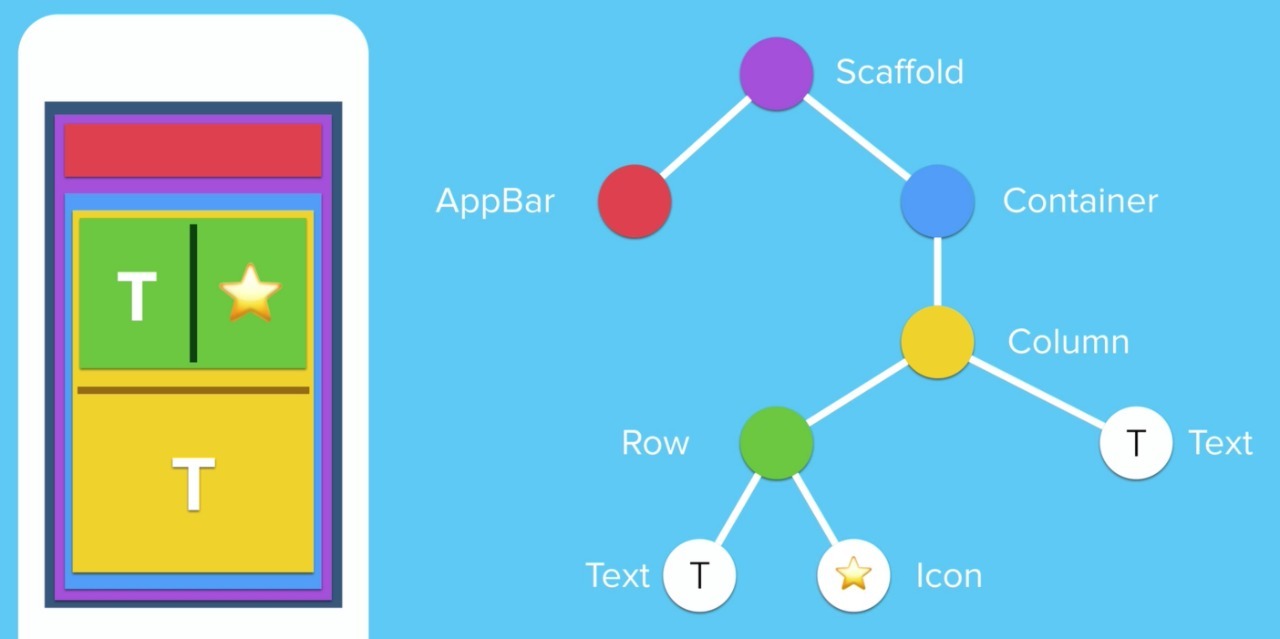 Scaffold
AppBar
Container
T
Column
Row
T
Text
T
Text
T
Icon